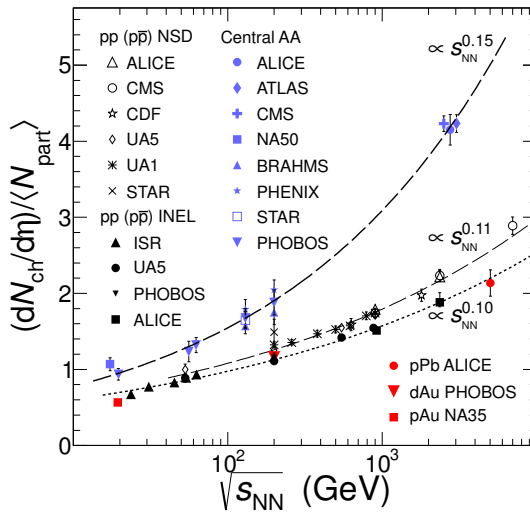 (dN_ch/dη)/⟨N_part⟩
5
4
3
2
1
0
pp (pp̅) NSD
ALICE
CMS
CDF
UA5
UA1
STAR
pp (pp̅) INEL
ISR
UA5
PHOBOS
ALICE
Central AA
ALICE
ATLAS
CMS
NA50
BRAHMS
PHENIX
STAR
PHOBOS
∝ s_NN^0.15
∝ s_NN^0.11
∝ s_NN^0.10
pPb ALICE
dAu PHOBOS
pAu NA35
10^2
10^3
√s_NN (GeV)